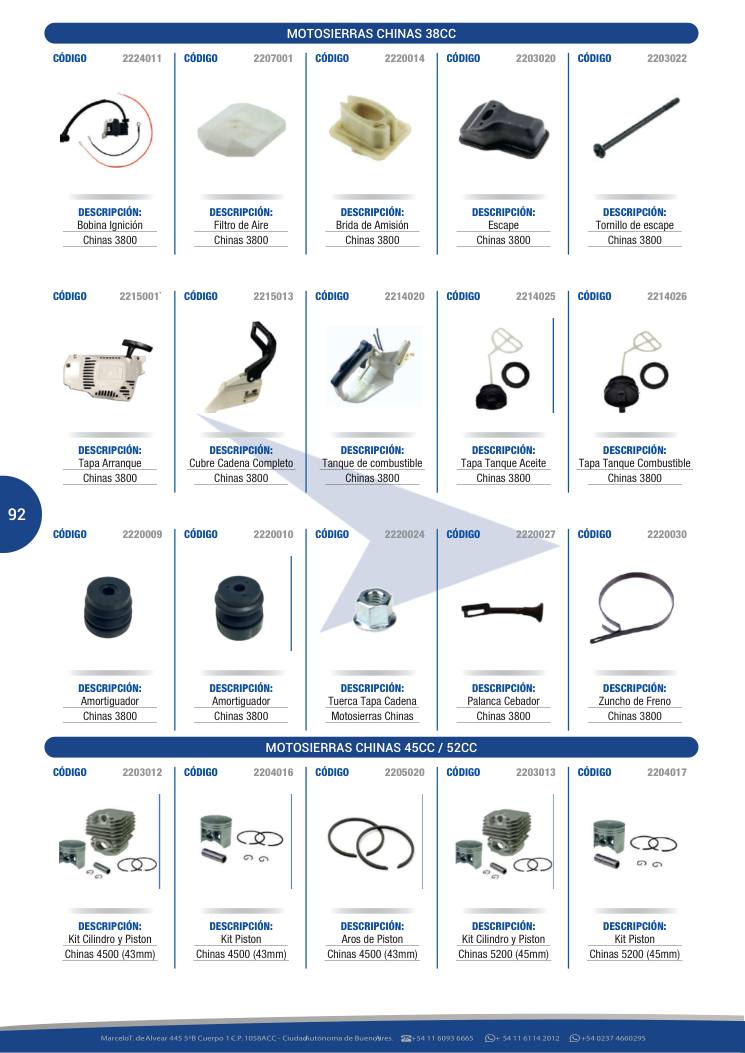 MOTOSIERRAS CHINAS 38CC
CÓDIGO 2224011
DESCRIPCIÓN:
Bobina Ignición
Chinas 3800
CÓDIGO 2207001
DESCRIPCIÓN:
Filtro de Aire
Chinas 3800
CÓDIGO 2220014
DESCRIPCIÓN:
Brida de Amisión
Chinas 3800
CÓDIGO 2203020
DESCRIPCIÓN:
Escape
Chinas 3800
CÓDIGO 2203022
DESCRIPCIÓN:
Tornillo de escape
Chinas 3800
CÓDIGO 2215001
DESCRIPCIÓN:
Tapa Arranque
Chinas 3800
CÓDIGO 2215013
DESCRIPCIÓN:
Cubre Cadena Completo
Chinas 3800
CÓDIGO 2214020
DESCRIPCIÓN:
Tanque de combustible
Chinas 3800
CÓDIGO 2214025
DESCRIPCIÓN:
Tapa Tanque Aceite
Chinas 3800
CÓDIGO 2214026
DESCRIPCIÓN:
Tapa Tanque Combustible
Chinas 3800
92
CÓDIGO 2220009
DESCRIPCIÓN:
Amortiguador
Chinas 3800
CÓDIGO 2220010
DESCRIPCIÓN:
Amortiguador
Chinas 3800
CÓDIGO 2220024
DESCRIPCIÓN:
Tuerca Tapa Cadena
Motosierras Chinas
CÓDIGO 2220027
DESCRIPCIÓN:
Palanca Cebador
Chinas 3800
CÓDIGO 2220030
DESCRIPCIÓN:
Zuncho de Freno
Chinas 3800
MOTOSIERRAS CHINAS 45CC / 52CC
CÓDIGO 2203012
DESCRIPCIÓN:
Kit Cilindro y Piston
Chinas 4500 (43mm)
CÓDIGO 2204016
DESCRIPCIÓN:
Kit Piston
Chinas 4500 (43mm)
CÓDIGO 2205020
DESCRIPCIÓN:
Aros de Piston
Chinas 4500 (43mm)
CÓDIGO 2203013
DESCRIPCIÓN:
Kit Cilindro y Piston
Chinas 5200 (45mm)
CÓDIGO 2204017
DESCRIPCIÓN:
Kit Piston
Chinas 5200 (45mm)
MarceloT. de Alvear 445 5ºB Cuerpo 1 C.P. 1058ACC - Ciudad Autónoma de Buenos Aires. +54 11 6093 6665 + 54 11 6114 2012 +54 0237 4660295